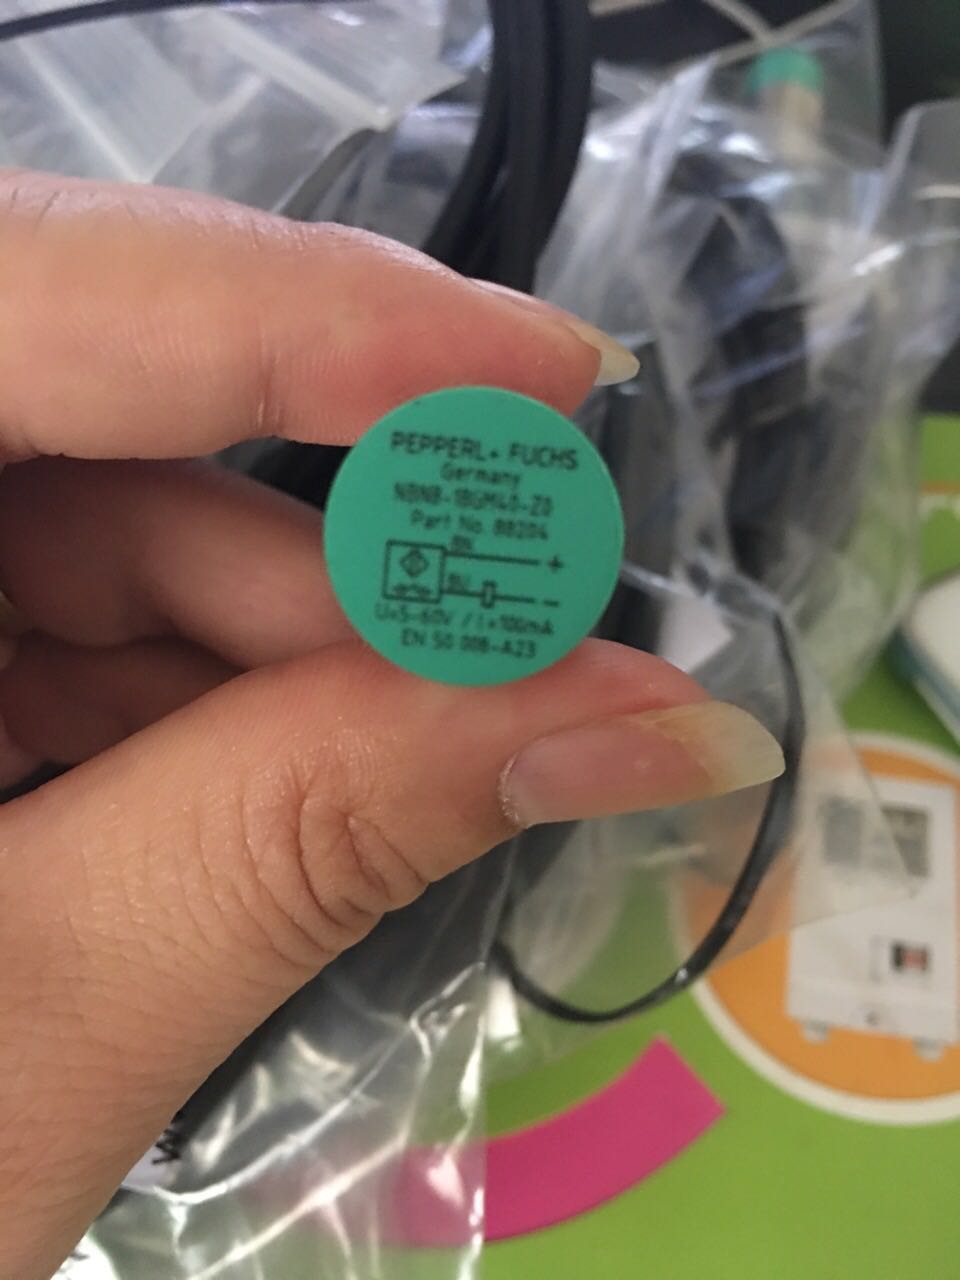 PEPPERL+ FUCHS
Germany
NBN8-18GM40-Z0
Part No. 88204
BN
+
BU
-
U=5-60V / I=100mA
EN 50 008-A23